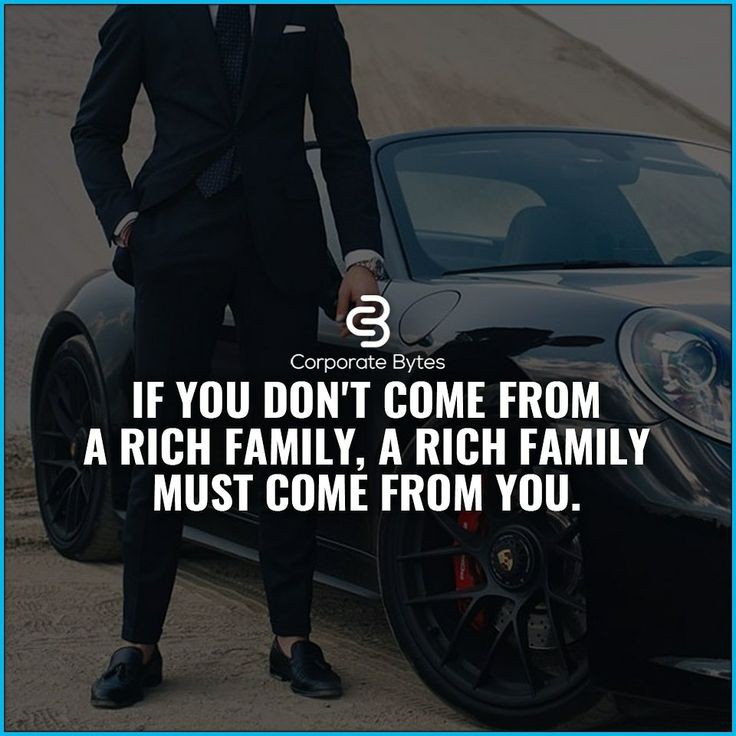 Corporate Bytes
IF YOU DON'T COME FROM
A RICH FAMILY, A RICH FAMILY
MUST COME FROM YOU.